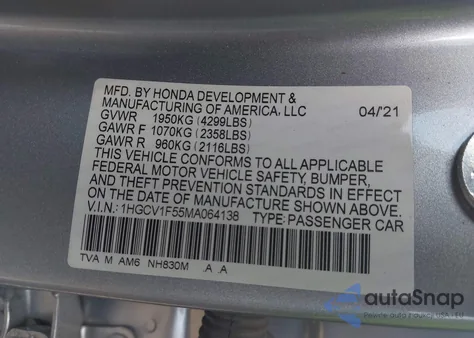 MFD. BY HONDA DEVELOPMENT &
MANUFACTURING OF AMERICA, LLC 04/21
GVWR 1950KG (4299LBS)
GAWR F 1070KG (2358LBS)
GAWR R 960KG (2116LBS)
THIS VEHICLE CONFORMS TO ALL APPLICABLE
FEDERAL MOTOR VEHICLE SAFETY, BUMPER,
AND THEFT PREVENTION STANDARDS IN EFFECT
ON THE DATE OF MANUFACTURE SHOWN ABOVE.
V.I.N.: 1HGCV1F55MA064138 TYPE: PASSENGER CAR
TVA M AM6 NH830M .A .A
autoSnap